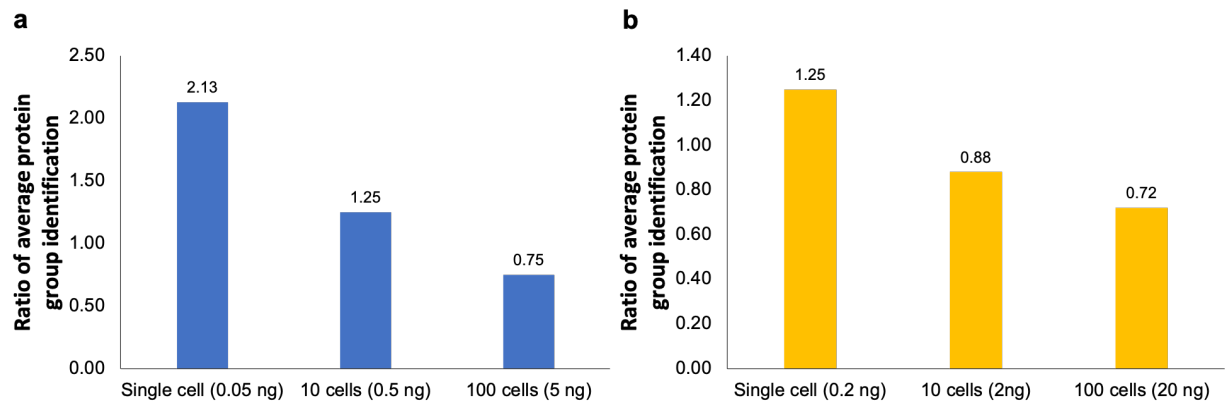 a
Ratio of average protein
group identification
2.50
2.00
1.50
1.00
0.50
0.00
2.13
1.25
0.75
Single cell (0.05 ng)
10 cells (0.5 ng)
100 cells (5 ng)
b
Ratio of average protein
group identification
1.40
1.20
1.00
0.80
0.60
0.40
0.20
0.00
1.25
0.88
0.72
Single cell (0.2 ng)
10 cells (2ng)
100 cells (20 ng)